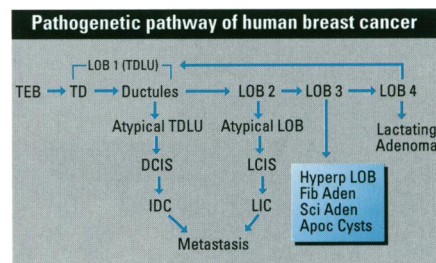 Pathogenetic pathway of human breast cancer
LOB 1 (TDLU)
TEB TD Ductules LOB 2 LOB 3 LOB 4
Atypical TDLU Atypical LOB Lactating
Adenoma
DCIS LCIS
IDC LIC
Hyperp LOB
Fib Aden
Scl Aden
Apoc Cysts
Metastasis